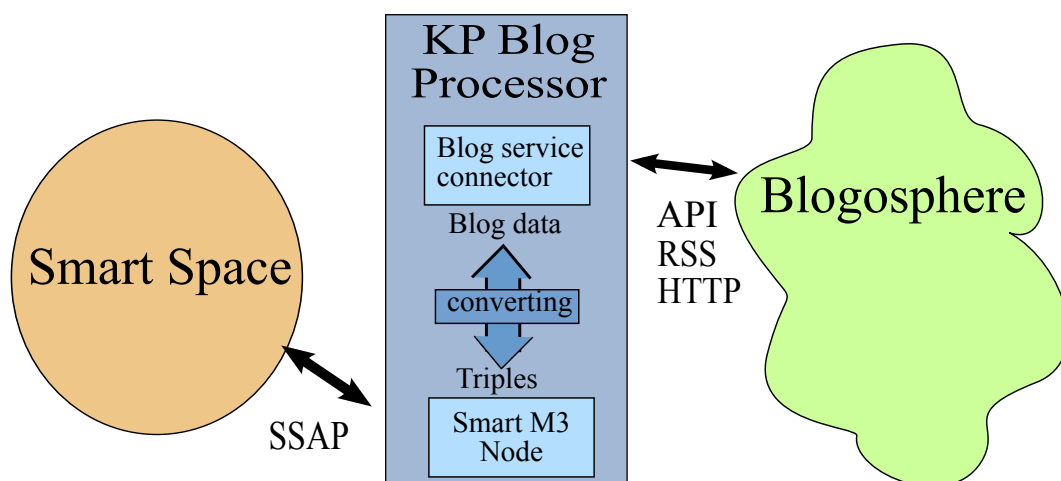 KP Blog
Processor
Blog service
connector
Blog data
converting
Triples
Smart M3
Node
Smart Space
SSAP
API
RSS
HTTP
Blogosphere